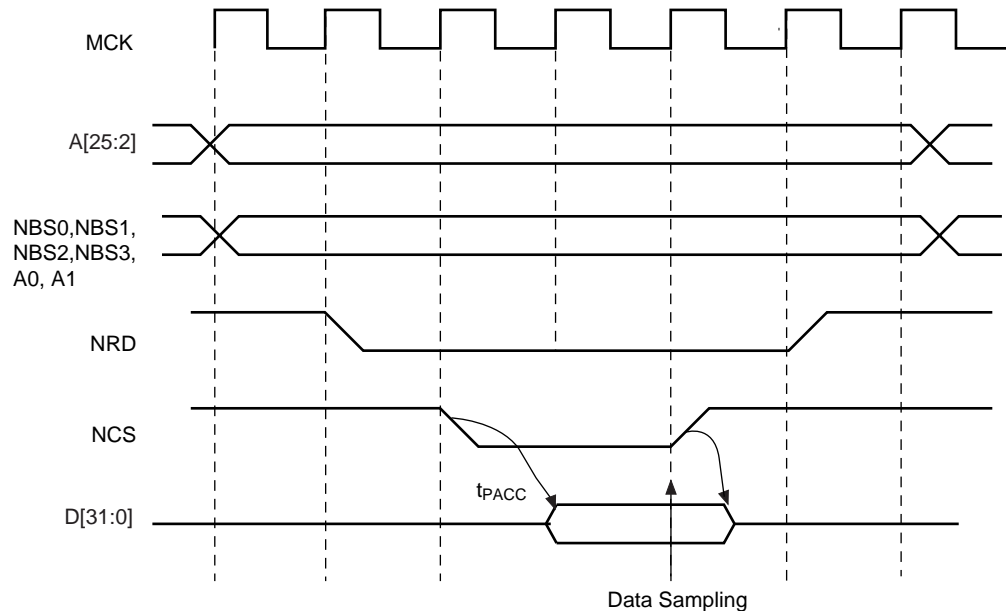 MCK
A[25:2]
NBS0,NBS1,
NBS2,NBS3,
A0, A1
NRD
NCS
tPACC
D[31:0]
Data Sampling